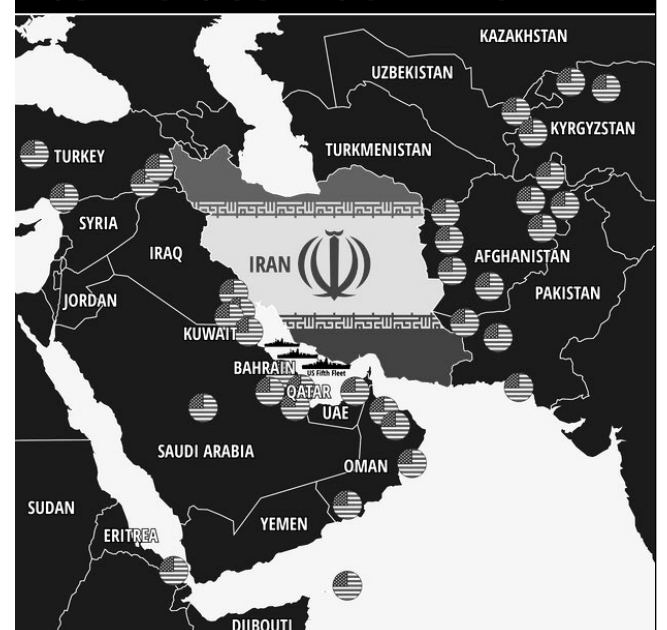 KAZAKHSTAN
UZBEKISTAN
KYRGYZSTAN
TURKMENISTAN
TURKEY
SYRIA
IRAQ
IRAN
AFGHANISTAN
PAKISTAN
JORDAN
KUWAIT
BAHRAIN
US Fifth Fleet
QATAR
UAE
SAUDI ARABIA
OMAN
SUDAN
YEMEN
ERITREA
DJIBOUTI